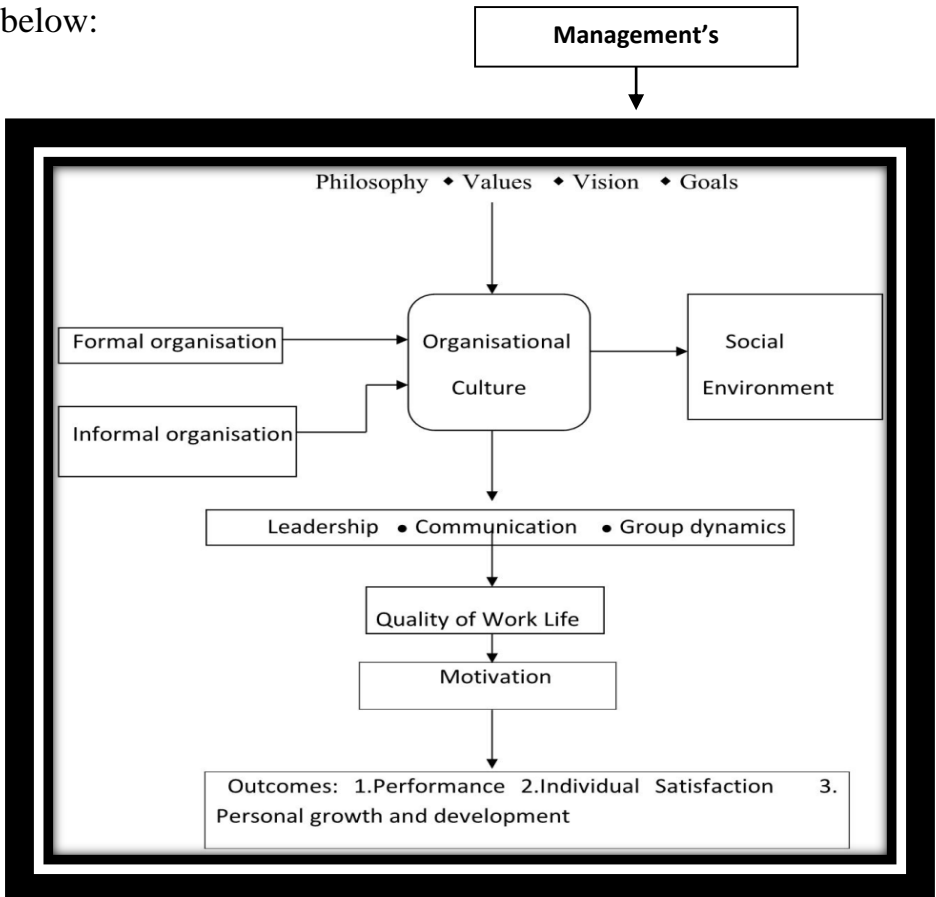 below:
Management's
Philosophy ◆ Values ◆ Vision ◆ Goals
Formal organisation
Organisational
Culture
Social
Environment
Informal organisation
Leadership ● Communication ● Group dynamics
Quality of Work Life
Motivation
Outcomes: 1.Performance 2.Individual Satisfaction 3.
Personal growth and development